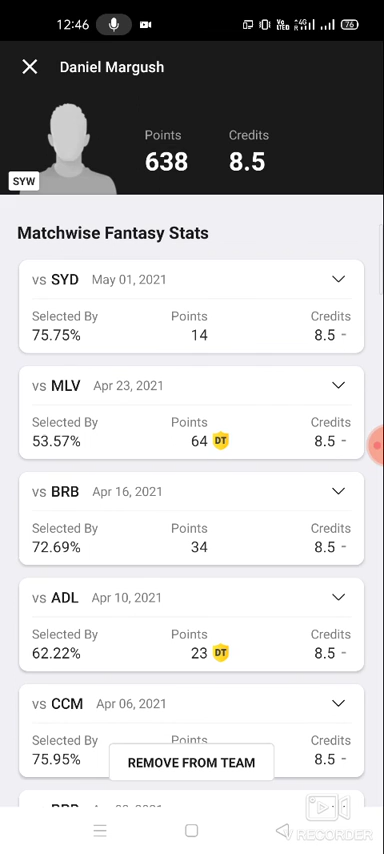 12:46
Vo LTE 4G R 76
Daniel Margush
Points Credits
638 8.5
SYW
Matchwise Fantasy Stats
vs SYD May 01, 2021
Selected By Points Credits
75.75% 14 8.5 -
vs MLV Apr 23, 2021
Selected By Points Credits
53.57% 64 DT 8.5 -
vs BRB Apr 16, 2021
Selected By Points Credits
72.69% 34 8.5 -
vs ADL Apr 10, 2021
Selected By Points Credits
62.22% 23 DT 8.5 -
vs CCM Apr 06, 2021
Selected By Points Credits
75.95% 8.5 -
REMOVE FROM TEAM
RECORDER